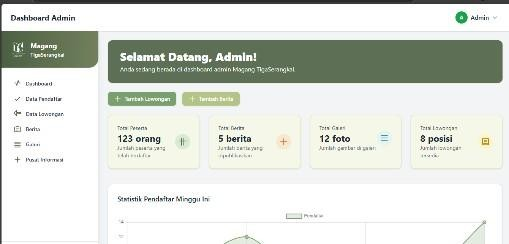 Dashboard Admin
A
Admin
Magang
TigaSerangkai
Dashboard
Data Pendaftar
Data Lowongan
Berita
Galeri
Pusat Informasi
Selamat Datang, Admin!
Anda sedang berada di dashboard admin Magang TigaSerangkai.
Tambah Lowongan
Tambah Berita
Total Peserta
123 orang
Jumlah peserta yang
telah terdaftar
Total Berita
5 berita
Jumlah berita yang
dipublikasikan
Total Galeri
12 foto
Jumlah gambar di galeri
Total Lowongan
8 posisi
Jumlah lowongan
tersedia
Statistik Pendaftar Minggu Ini
Pendaftar
14
12